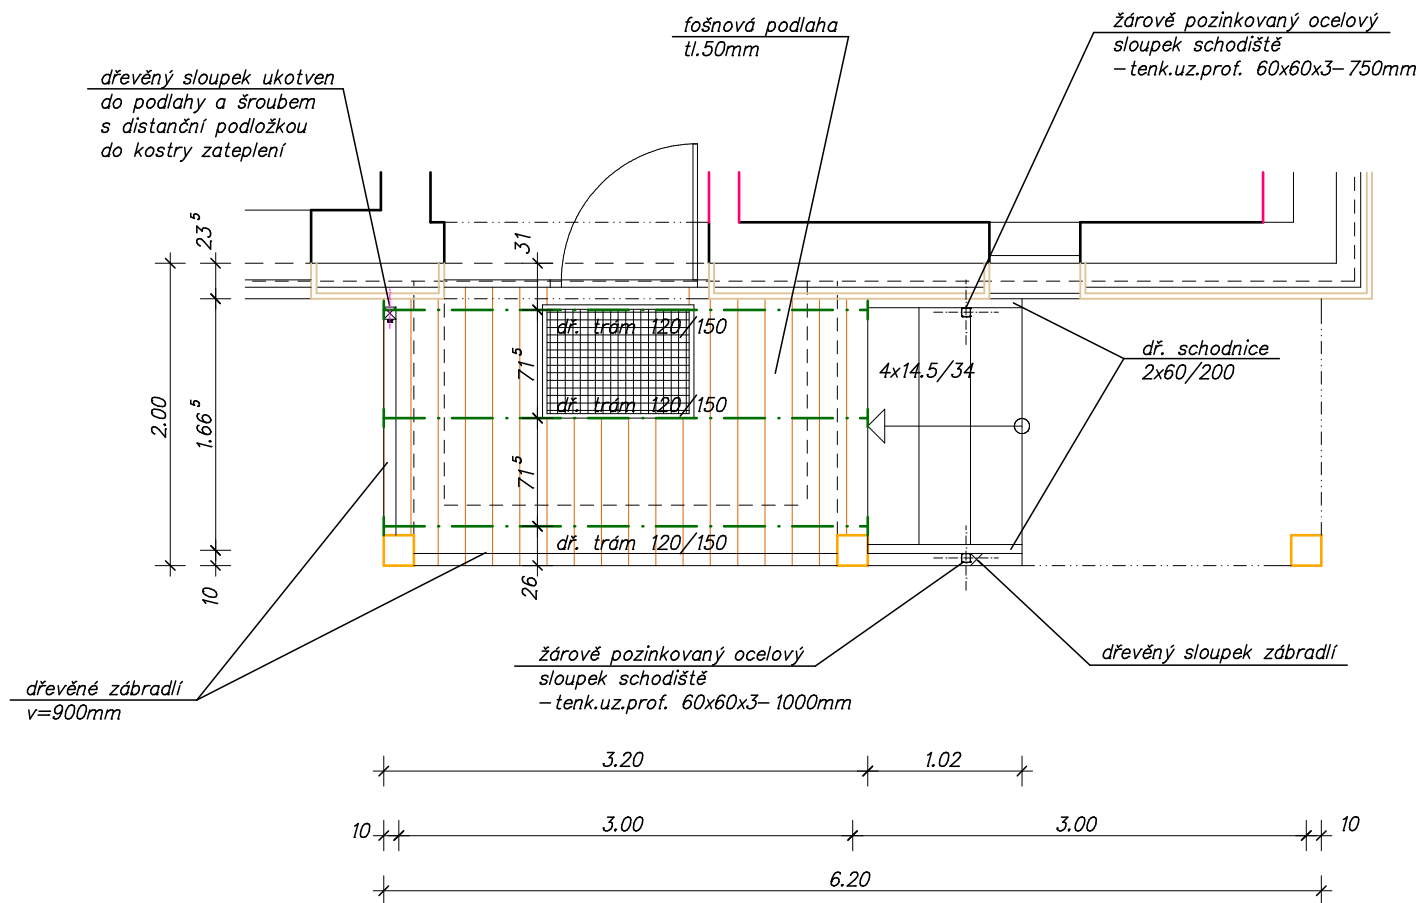 fošnová podlaha
tl.50mm
žárově pozinkovaný ocelový
sloupek schodiště
-tenk.uz.prof. 60x60x3-750mm
dřevěný sloupek ukotven
do podlahy a šroubem
s distanční podložkou
do kostry zateplení
23⁵
31
2.00
1.66⁵
10
71⁵
71⁵
26
dř. trám 120/150
dř. trám 120/150
dř. trám 120/150
4x14.5/34
dř. schodnice
2x60/200
žárově pozinkovaný ocelový
sloupek schodiště
-tenk.uz.prof. 60x60x3-1000mm
dřevěný sloupek zábradlí
dřevěné zábradlí
v=900mm
3.20
1.02
10
3.00
3.00
10
6.20